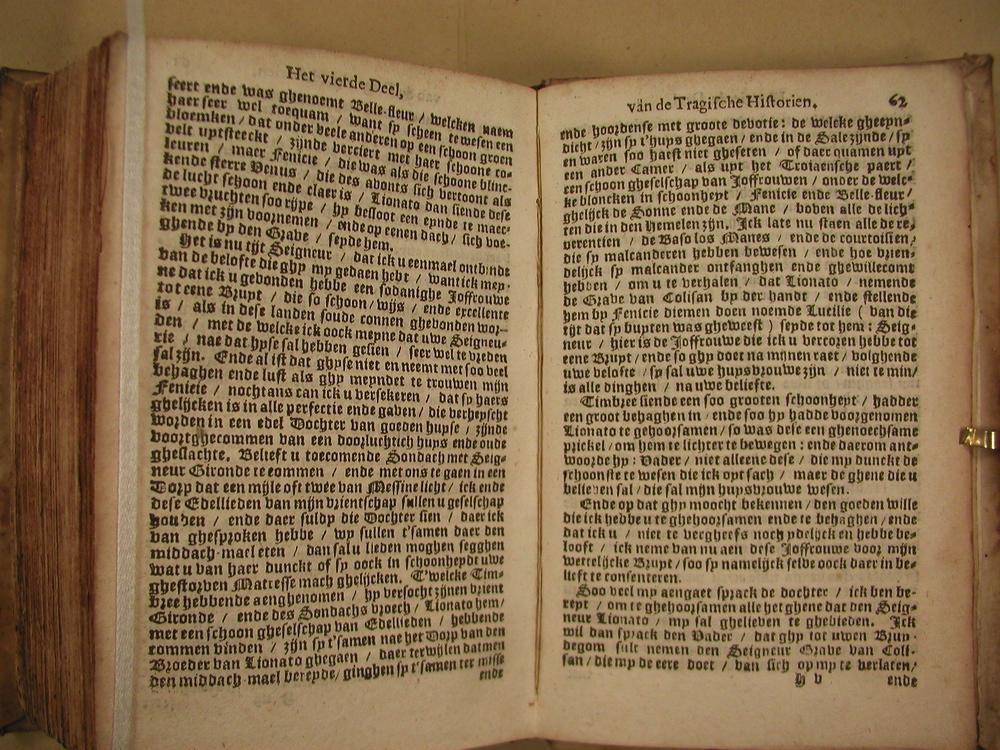 Het vierde Deel,
seert ende was ghenoemt Belle-fleur / welcken naem
haer seer wel toequam / want sy scheen te wesen een
bloemken / dat onder veele anderen op een schoon groen
velt uptsteeckt / zijnde verciert met haer schoone co-
leuren / maer Fenicie / die was als die schoone blinc-
kende sterre Venus / die des avonts sich vertoont als
de lucht schoon ende claer is / Lionato dan siende dese
twee vruchten soo rijpe / hy besloot een eynde te maec-
ken met zijn voornemen / ende op eenen dach / sich voe-
ghende by den Grabe / seyde hem.
Het is nu tijt Seigneur / dat ick u eenmael ontbinde
van de belofte die ghy my gedaen hebt / want ick mey-
ne dat ick u gevonden hebbe een sodanighe Joffrouwe
tot eene Bruyt / die so schoon / wijs / ende excellente
is / als in dese landen soude connen ghevonden wor-
den / met de welcke ick oock meyne dat uwe Seigneu-
rie / nae dat hyse sal hebben gesien / seer wel te vreden
sal zijn. Ende al ist dat ghyse niet en neemt met soo veel
behaghen ende lust als ghy meyndet te trouwen mijn
Fenicie / nochtans can ick u versekeren / dat sy haers
ghelijcken is in alle perfectie ende gaven / die vereyscht
worden in een edel Dochter van goeden huyse / zijnde
voortghecommen van een doorluchtich huys ende oude
gheslachte. Belieft u toecomende Sondach met Seig-
neur Gironde te commen / ende met ons te gaen in een
Dorp dat een mijle oft twee van Messine licht / ick ende
dese Edellieden van mijn vrientschap sullen u geselschap
houden / ende daer suldy die Dochter sien / daer ick
van ghesproken hebbe / wy sullen t'samen daer den
middach-mael eten / dan sal u lieden moghen segghen
wat u van haer dunckt of sy oock in schoonheydt uwe
ghestorven Matresse mach ghelijcken. T'welcke Tim-
bree hebbende aenghenomen / hy versocht zijnen vrient
Gironde / ende des Sondachs vroech / Lionato hem /
met een schoon gheselschap van Edellieden / hebbende
commen vinden / zijn sy t'samen nae het Dorp van den
Broeder van Lionato ghegaen / daer terwijlen datmen
den middach-mael bereyde / ginghen sy t'samen ter misse
ende
van de Tragische Historien. 62
ende hoordense met groote devotie : de welcke gheeyn-
dicht / zijn sy t'huys ghegaen / ende in de Sale zijnde / sy
en waren soo haest niet gheseten / of daer quamen uyt
een ander Camer / als uyt het Troiaensche paert /
een schoon gheselschap van Joffrouwen / onder de welc-
ke bloncken in schoonheyt / Fenicie ende Belle-fleur /
ghelijck de Sonne ende de Mane / boven alle de lich-
ten die in den Hemelen zijn. Ick late nu staen alle de re-
verentien / de Baso los Manes / ende de courtoisien /
die sy malcanderen hebben bewesen / ende hoe vrien-
delijck sy malcander ontfanghen ende ghewillecomt
hebben / om u te verhalen / dat Lionato / nemende
de Grabe van Colisan by der handt / ende stellende
hem by Fenicie diemen doen noemde Lucilie ( van die
tijt dat sy buyten was gheweest ) seyde tot hem : Seig-
neur / hier is de Joffrouwe die ick u vercoren hebbe tot
eene Bruyt / ende so ghy doet na mijnen raet / volghende
uwe belofte / sy sal uwe huysvrouwe zijn / niet te min /
is alle dinghen / na uwe beliefte.
Timbree siende een soo grooten schoonheyt / hadder
een groot behaghen in / ende soo hy hadde voorgenomen
Lionato te gehoorsamen / so was dese een ghenoechsame
prickel / om hem te lichter te bewegen : ende daerom ant-
woorde hy : Vader / niet alleene dese / die my dunckt de
schoonste te wesen die ick oyt sach / maer de ghene die u
believen sal / die sal mijn huysvrouwe wesen.
Ende op dat ghy moocht bekennen / den goeden wille
die ick hebbe u te ghehoorsamen ende te behaghen / ende
dat ick u / niet te vergheefs noch ydelijck en hebbe be-
looft / ick neme van nu aen dese Joffrouwe voor mijn
wettelijcke Bruyt / soo sy namelijck selve oock daer in be-
lieft te consenteren.
Soo veel my aengaet sprack de dochter / ick ben be-
reyt / om te ghehoorsamen alle het ghene dat den Seig-
neur Lionato / my sal ghelieven te ghebieden. Ick
wil dan sprack den Vader / dat ghy tot uwen Bruy-
degom sult nemen den Seigneur Grabe van Coli-
san / die my de eere doet / van sich op my te verlaten /
H v ende